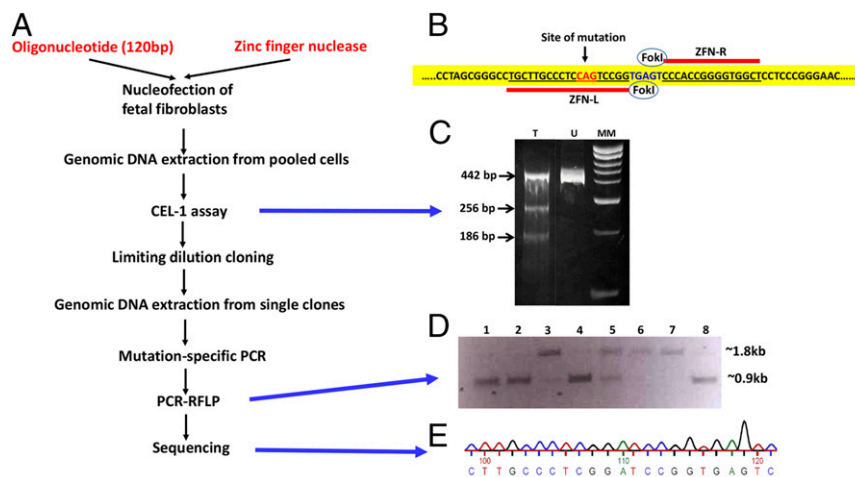 A
Oligonucleotide (120bp)
Zinc finger nuclease
Nucleofection of
fetal fibroblasts
Genomic DNA extraction from pooled cells
CEL-1 assay
Limiting dilution cloning
Genomic DNA extraction from single clones
Mutation-specific PCR
PCR-RFLP
Sequencing
B
Site of mutation
FokI
ZFN-R
.....CCTAGCGGGCCTGCTTGCCCTCCAGTCCGGTGAGTCCCACCGGGGTGGCTCCTCCCGGGAAC......
ZFN-L
FokI
C
T U MM
442 bp
256 bp
186 bp
D
1 2 3 4 5 6 7 8
~1.8kb
~0.9kb
E
100 110 120
C T T G C C C T C G G A T C C G G T G A G T C